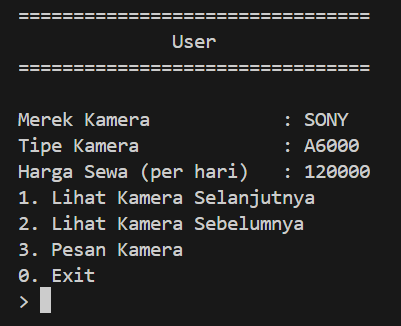 ================================
User
================================
Merek Kamera : SONY
Tipe Kamera : A6000
Harga Sewa (per hari) : 120000
1. Lihat Kamera Selanjutnya
2. Lihat Kamera Sebelumnya
3. Pesan Kamera
0. Exit
>